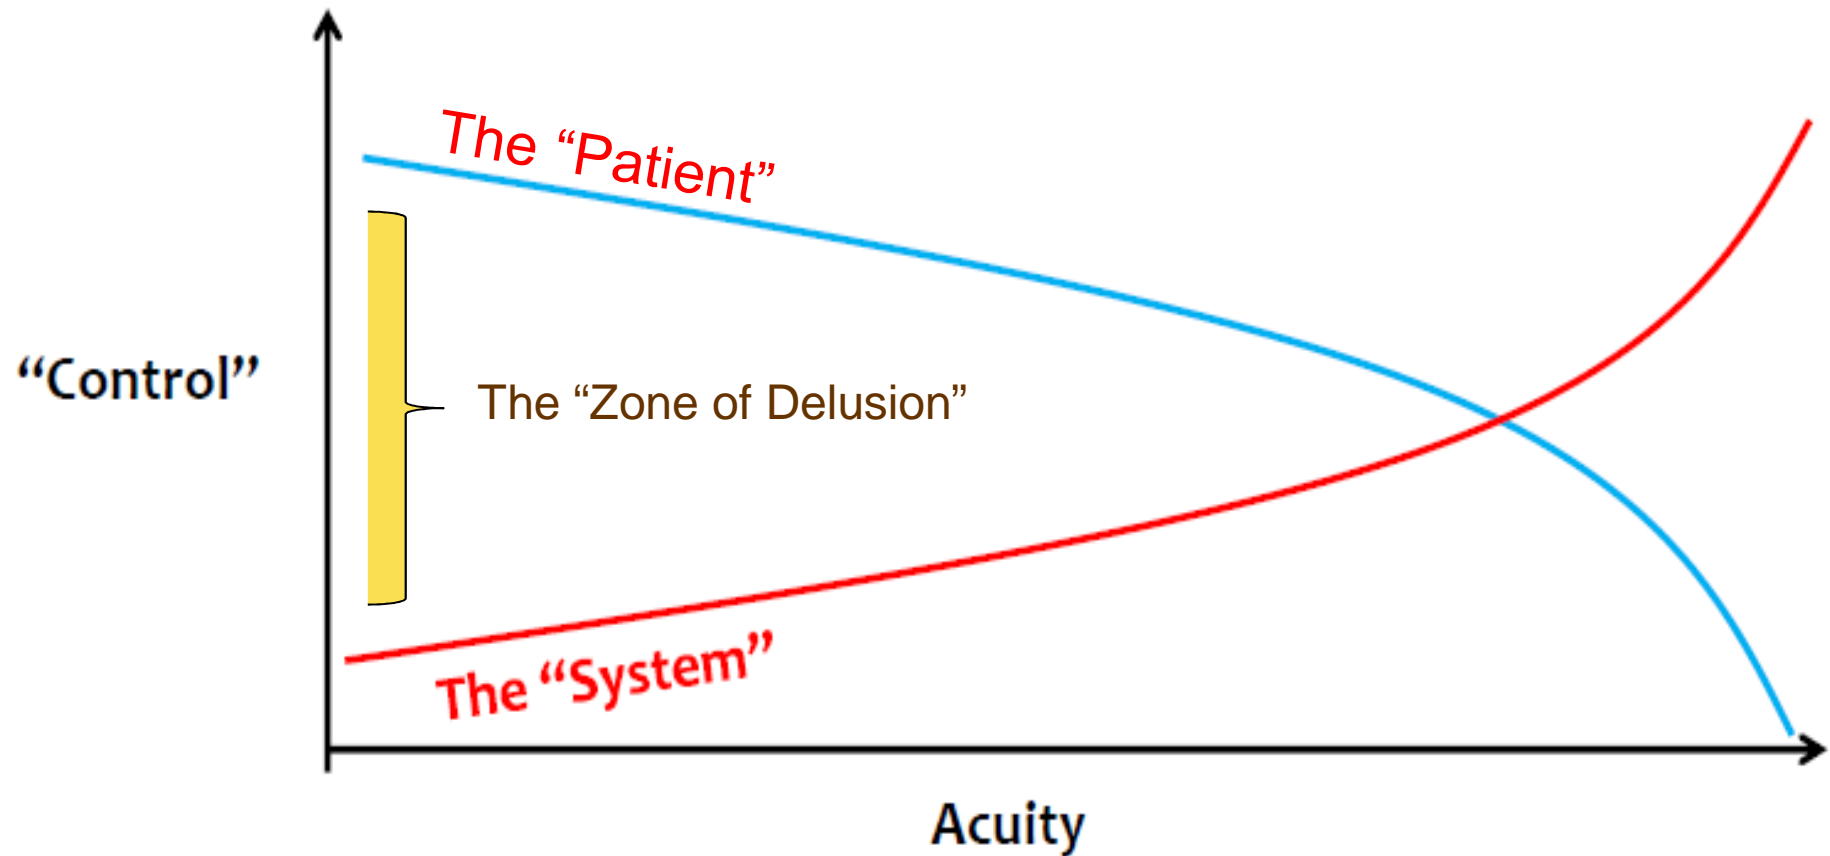 The “Patient”
“Control”
The “Zone of Delusion”
The “System”
Acuity